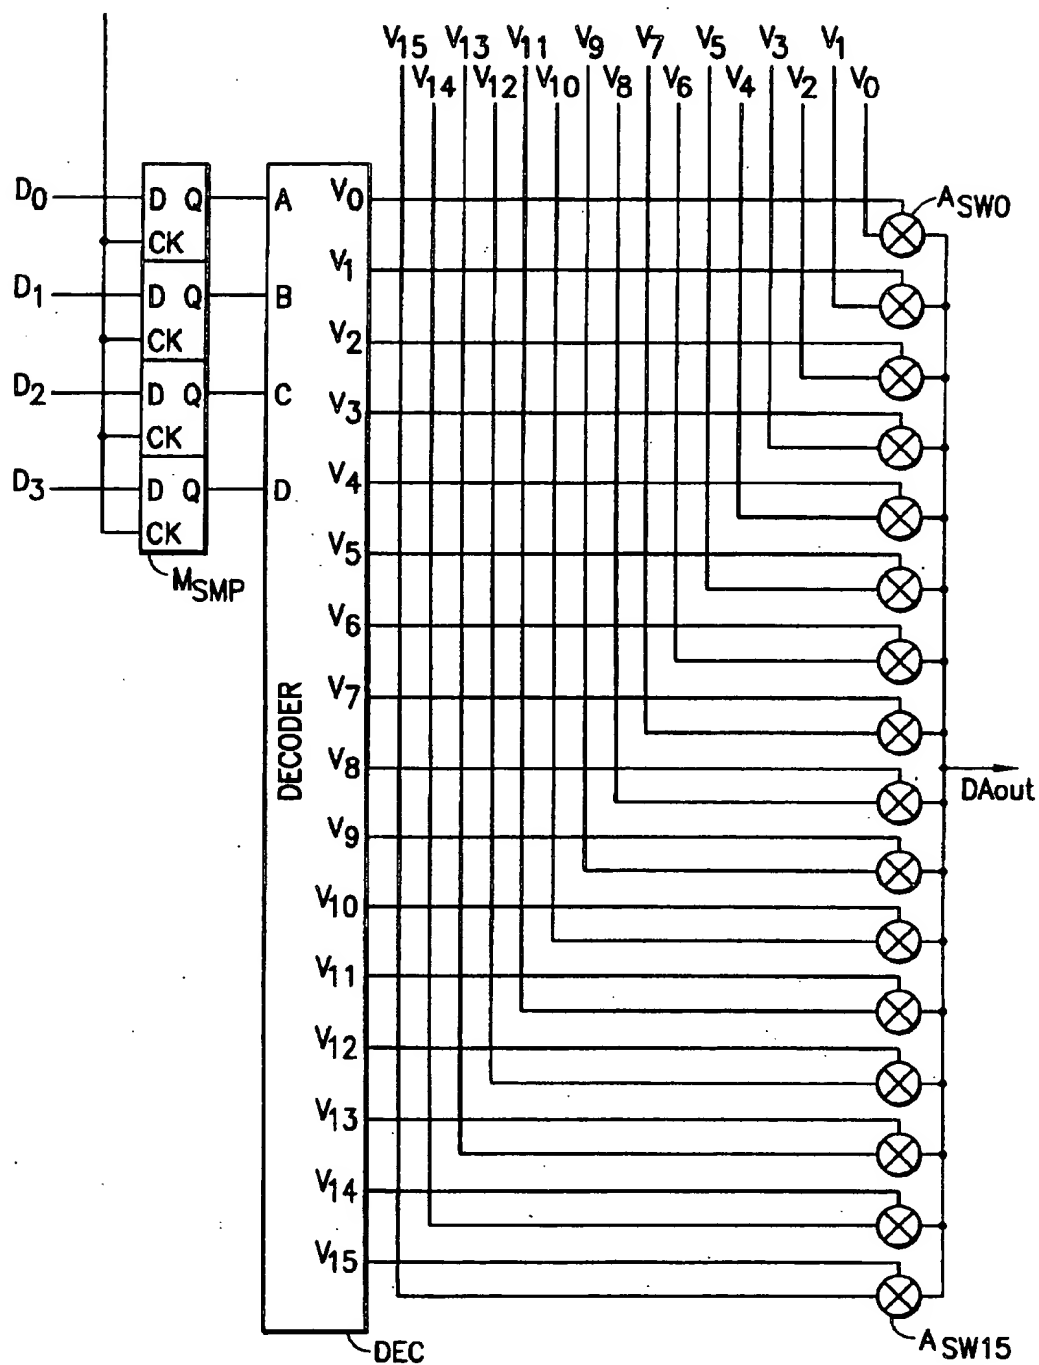 V15 V13 V11 V9 V7 V5 V3 V1
V14 V12 V10 V8 V6 V4 V2 V0
D0 D Q A V0 ASW0
CK
V1
D1 D Q B
CK
V2
D2 D Q C
V3
CK
D3 D Q D V4
CK
V5
MSMP
V6
V7
DECODER
V8
DAout
V9
V10
V11
V12
V13
V14
V15
DEC
ASW15